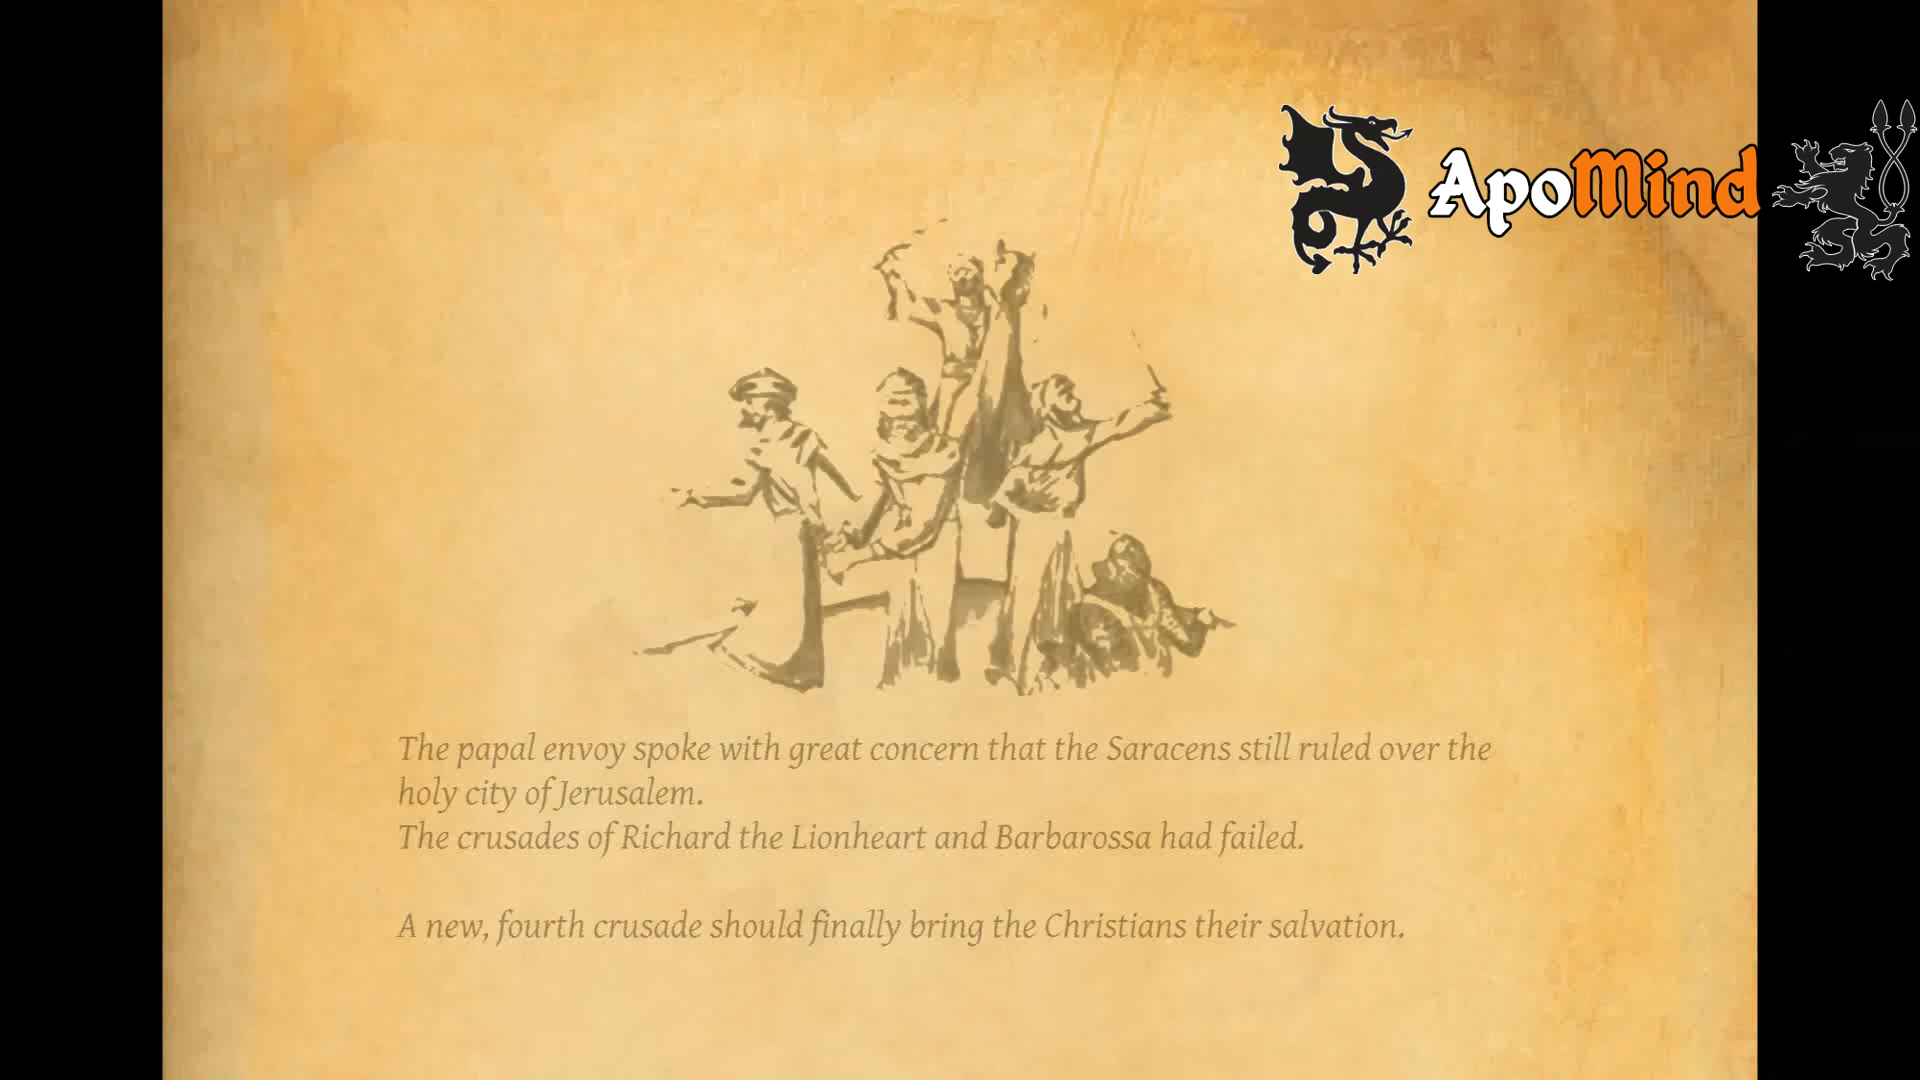 ApoMind
The papal envoy spoke with great concern that the Saracens still ruled over the
holy city of Jerusalem.
The crusades of Richard the Lionheart and Barbarossa had failed.
A new, fourth crusade should finally bring the Christians their salvation.